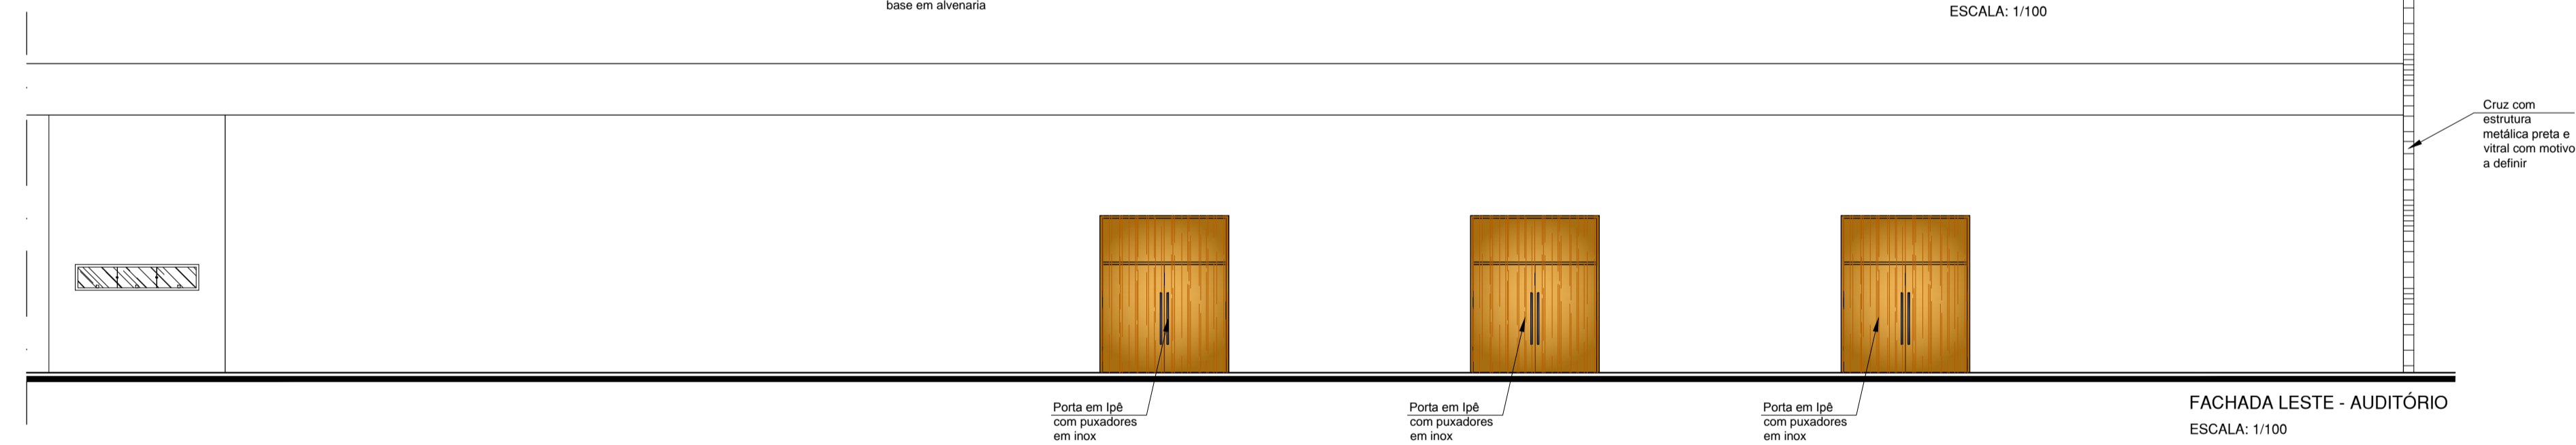 base em alvenaria
ESCALA: 1/100
Cruz com
estrutura
metálica preta e
vitral com motivo
a definir
Porta em Ipê
com puxadores
em inox
Porta em Ipê
com puxadores
em inox
Porta em Ipê
com puxadores
em inox
FACHADA LESTE - AUDITÓRIO
ESCALA: 1/100